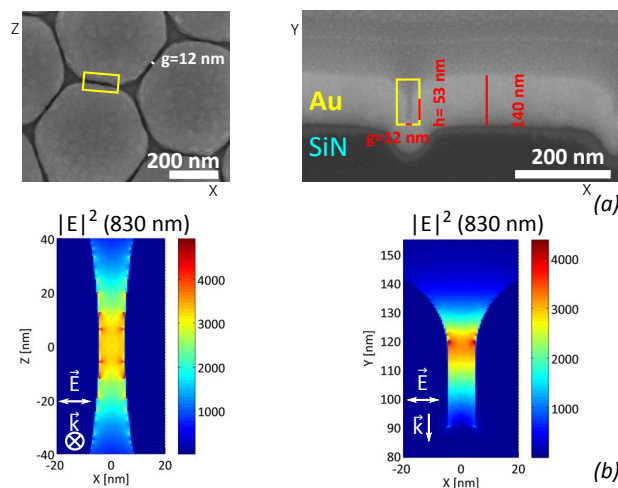 Z
g=12 nm
200 nm
X
Y
Au
SiN
h= 53 nm
140 nm
g=12 nm
200 nm
X
(a)
|E|² (830 nm)
40
20
0
-20
-40
Z [nm]
-20
0
20
X [nm]
E
k
4000
3000
2000
1000
|E|² (830 nm)
150
140
130
120
110
100
90
80
Y [nm]
-20
0
20
X [nm]
E
k
4000
3000
2000
1000
0
(b)